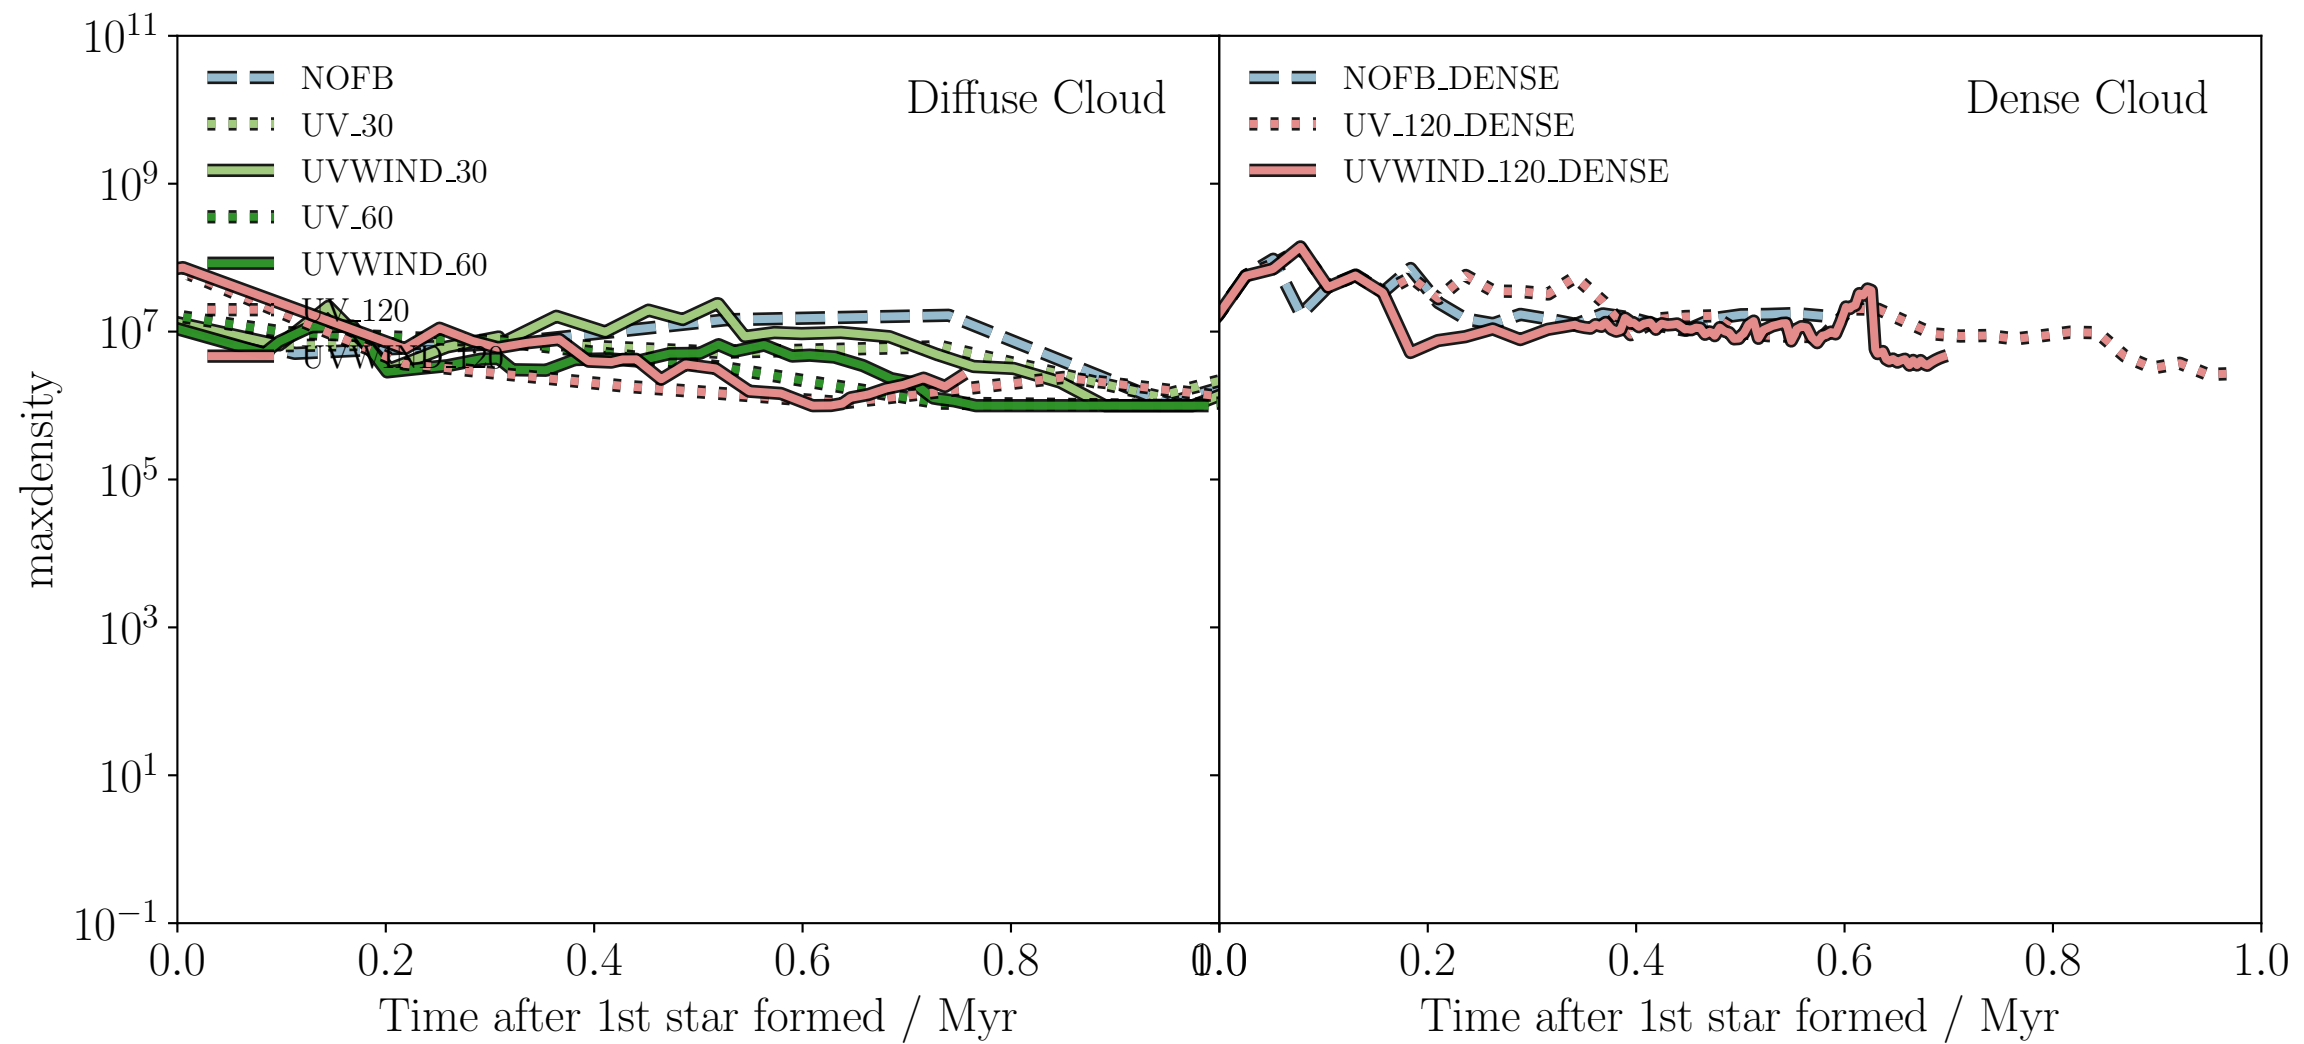 10^11
10^9
10^7
10^5
10^3
10^1
10^−1
maxdensity
NOFB
UV_30
UVWIND_30
UV_60
UVWIND_60
UV_120
UVWIND_120
Diffuse Cloud
0.0 0.2 0.4 0.6 0.8 1.0
Time after 1st star formed / Myr
NOFB_DENSE
UV_120_DENSE
UVWIND_120_DENSE
Dense Cloud
0.0 0.2 0.4 0.6 0.8 1.0
Time after 1st star formed / Myr